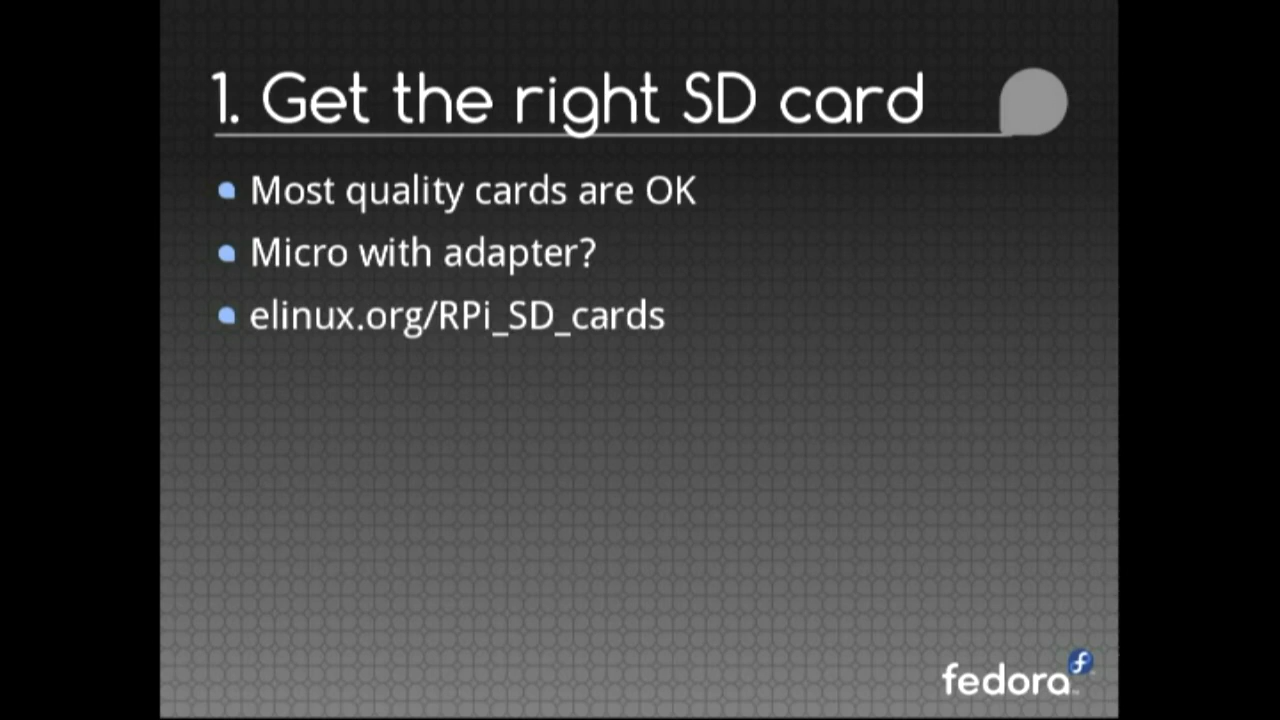 1. Get the right SD card
Most quality cards are OK
Micro with adapter?
elinux.org/RPi_SD_cards
fedora